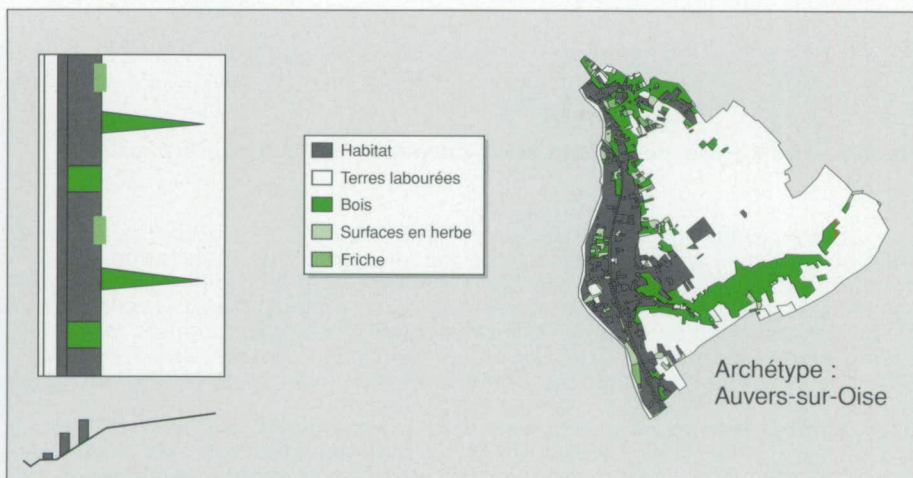 Habitat
Terres labourées
Bois
Surfaces en herbe
Friche
Archétype :
Auvers-sur-Oise